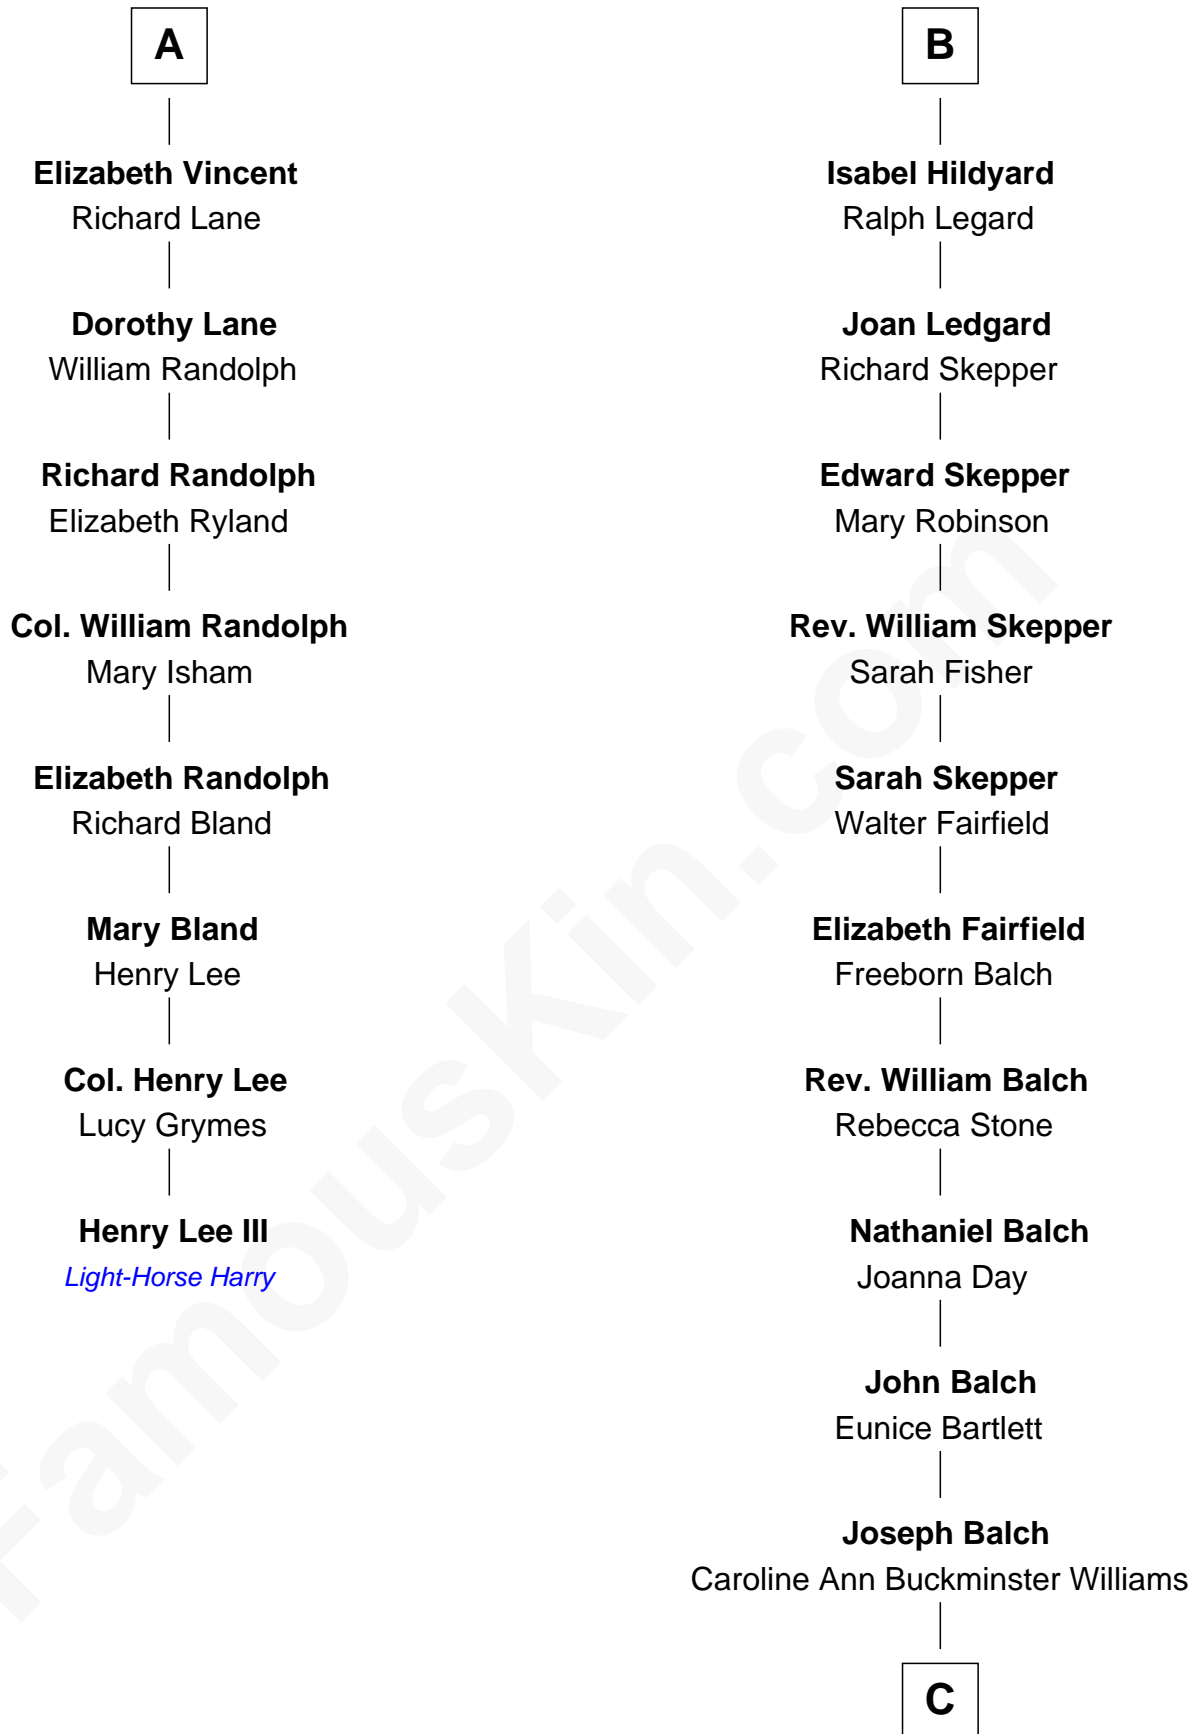 A
Elizabeth Vincent
Richard Lane
Dorothy Lane
William Randolph
Richard Randolph
Elizabeth Ryland
Col. William Randolph
Mary Isham
Elizabeth Randolph
Richard Bland
Mary Bland
Henry Lee
Col. Henry Lee
Lucy Grymes
Henry Lee III
Light-Horse Harry
B
Isabel Hildyard
Ralph Legard
Joan Ledgard
Richard Skepper
Edward Skepper
Mary Robinson
Rev. William Skepper
Sarah Fisher
Sarah Skepper
Walter Fairfield
Elizabeth Fairfield
Freeborn Balch
Rev. William Balch
Rebecca Stone
Nathaniel Balch
Joanna Day
John Balch
Eunice Bartlett
Joseph Balch
Caroline Ann Buckminster Williams
C
FamousKin.com